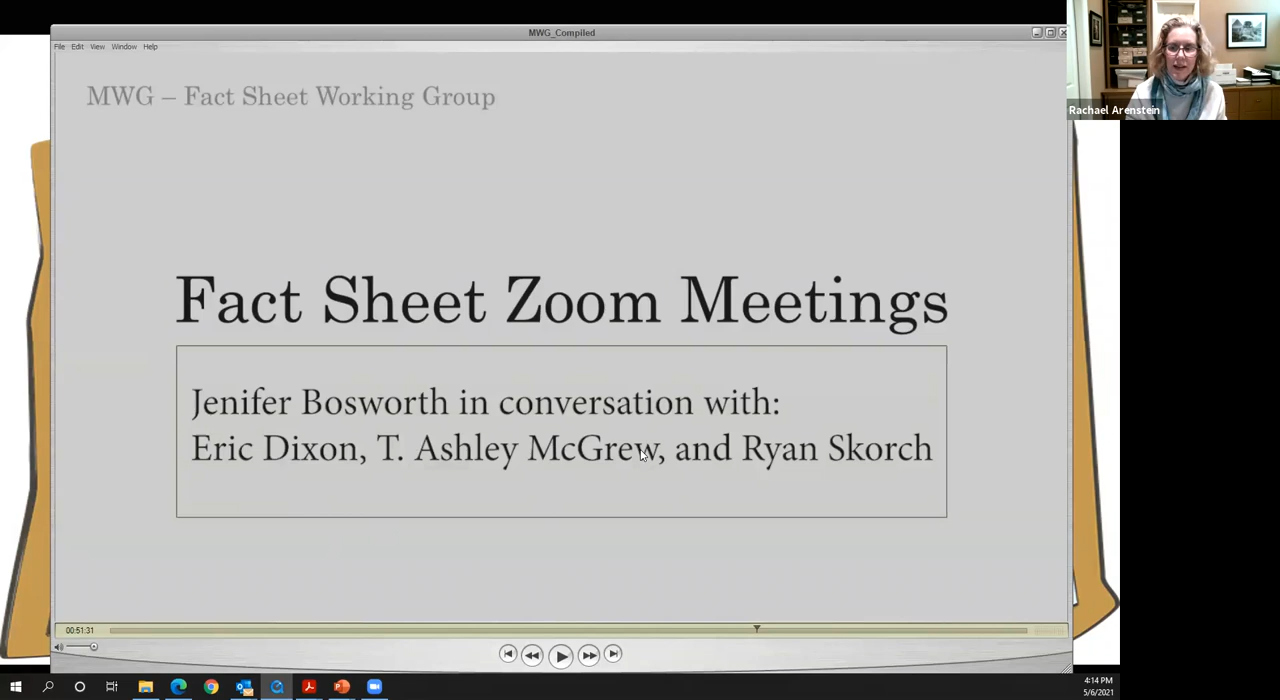 MWG_Compiled
File Edit View Window Help
MWG – Fact Sheet Working Group
Rachael Arenstein
Fact Sheet Zoom Meetings
Jenifer Bosworth in conversation with:
Eric Dixon, T. Ashley McGrew, and Ryan Skorch
00:51:31
4:14 PM
5/6/2021